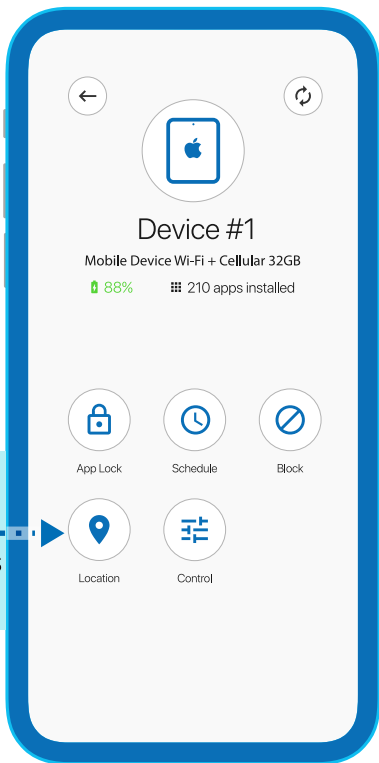 Device #1
Mobile Device Wi-Fi + Cellular 32GB
88% 210 apps installed
App Lock Schedule Block
Location Control